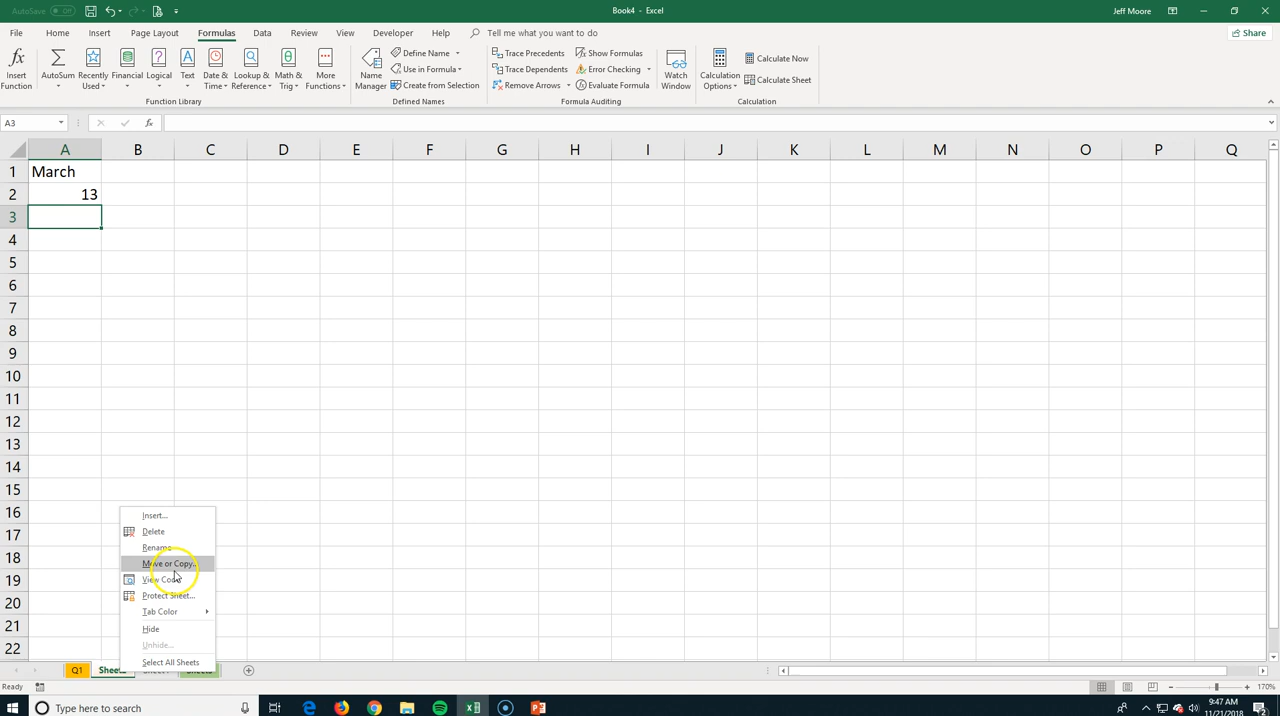 AutoSave Off
Book4 - Excel
Jeff Moore
File Home Insert Page Layout Formulas Data Review View Developer Help Tell me what you want to do
Share
Insert Function
AutoSum
Recently Used
Financial
Logical
Text
Date & Time
Lookup & Reference
Math & Trig
More Functions
Function Library
Name Manager
Define Name
Use in Formula
Create from Selection
Defined Names
Trace Precedents
Trace Dependents
Remove Arrows
Show Formulas
Error Checking
Evaluate Formula
Formula Auditing
Watch Window
Calculation Options
Calculate Now
Calculate Sheet
Calculation
A3
fx
A B C D E F G H I J K L M N O P Q
1 March
2 13
3
4
5
6
7
8
9
10
11
12
13
14
15
16
17
18
19
20
21
22
Insert...
Delete
Rename
Move or Copy...
View Code
Protect Sheet...
Tab Color
Hide
Unhide...
Select All Sheets
Q1
Ready
170%
Type here to search
9:47 AM
11/21/2018
2